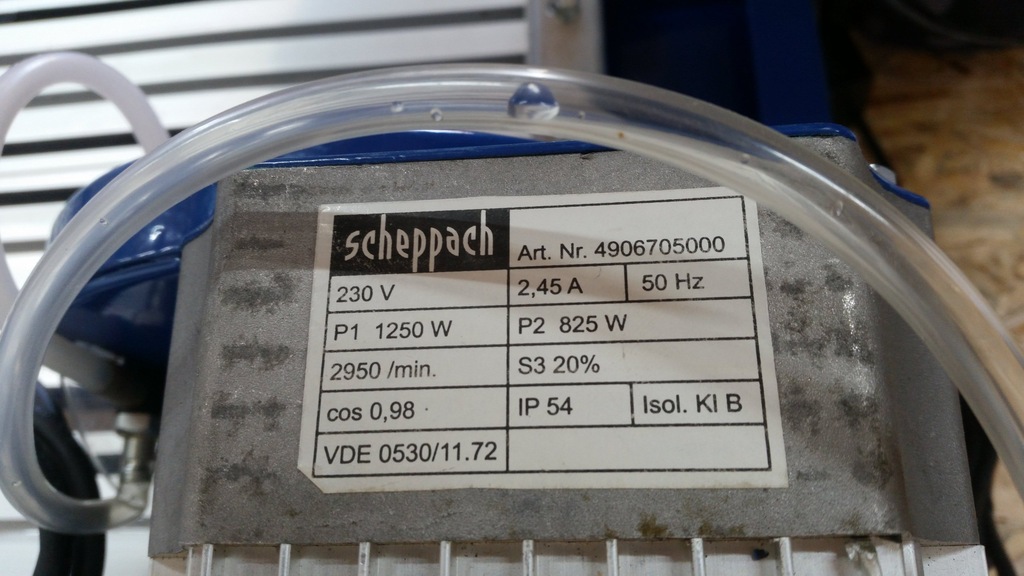 scheppach Art. Nr. 4906705000
230 V 2,45 A 50 Hz
P1 1250 W P2 825 W
2950 /min. S3 20%
cos 0,98 IP 54 Isol. Kl B
VDE 0530/11.72